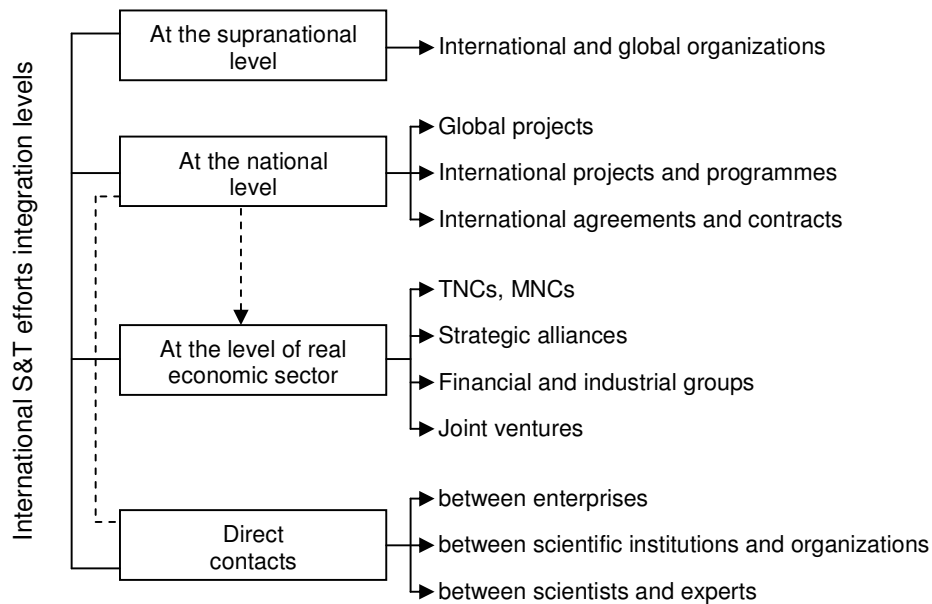 International S&T efforts integration levels
At the supranational
level
International and global organizations
At the national
level
Global projects
International projects and programmes
International agreements and contracts
At the level of real
economic sector
TNCs, MNCs
Strategic alliances
Financial and industrial groups
Joint ventures
Direct
contacts
between enterprises
between scientific institutions and organizations
between scientists and experts